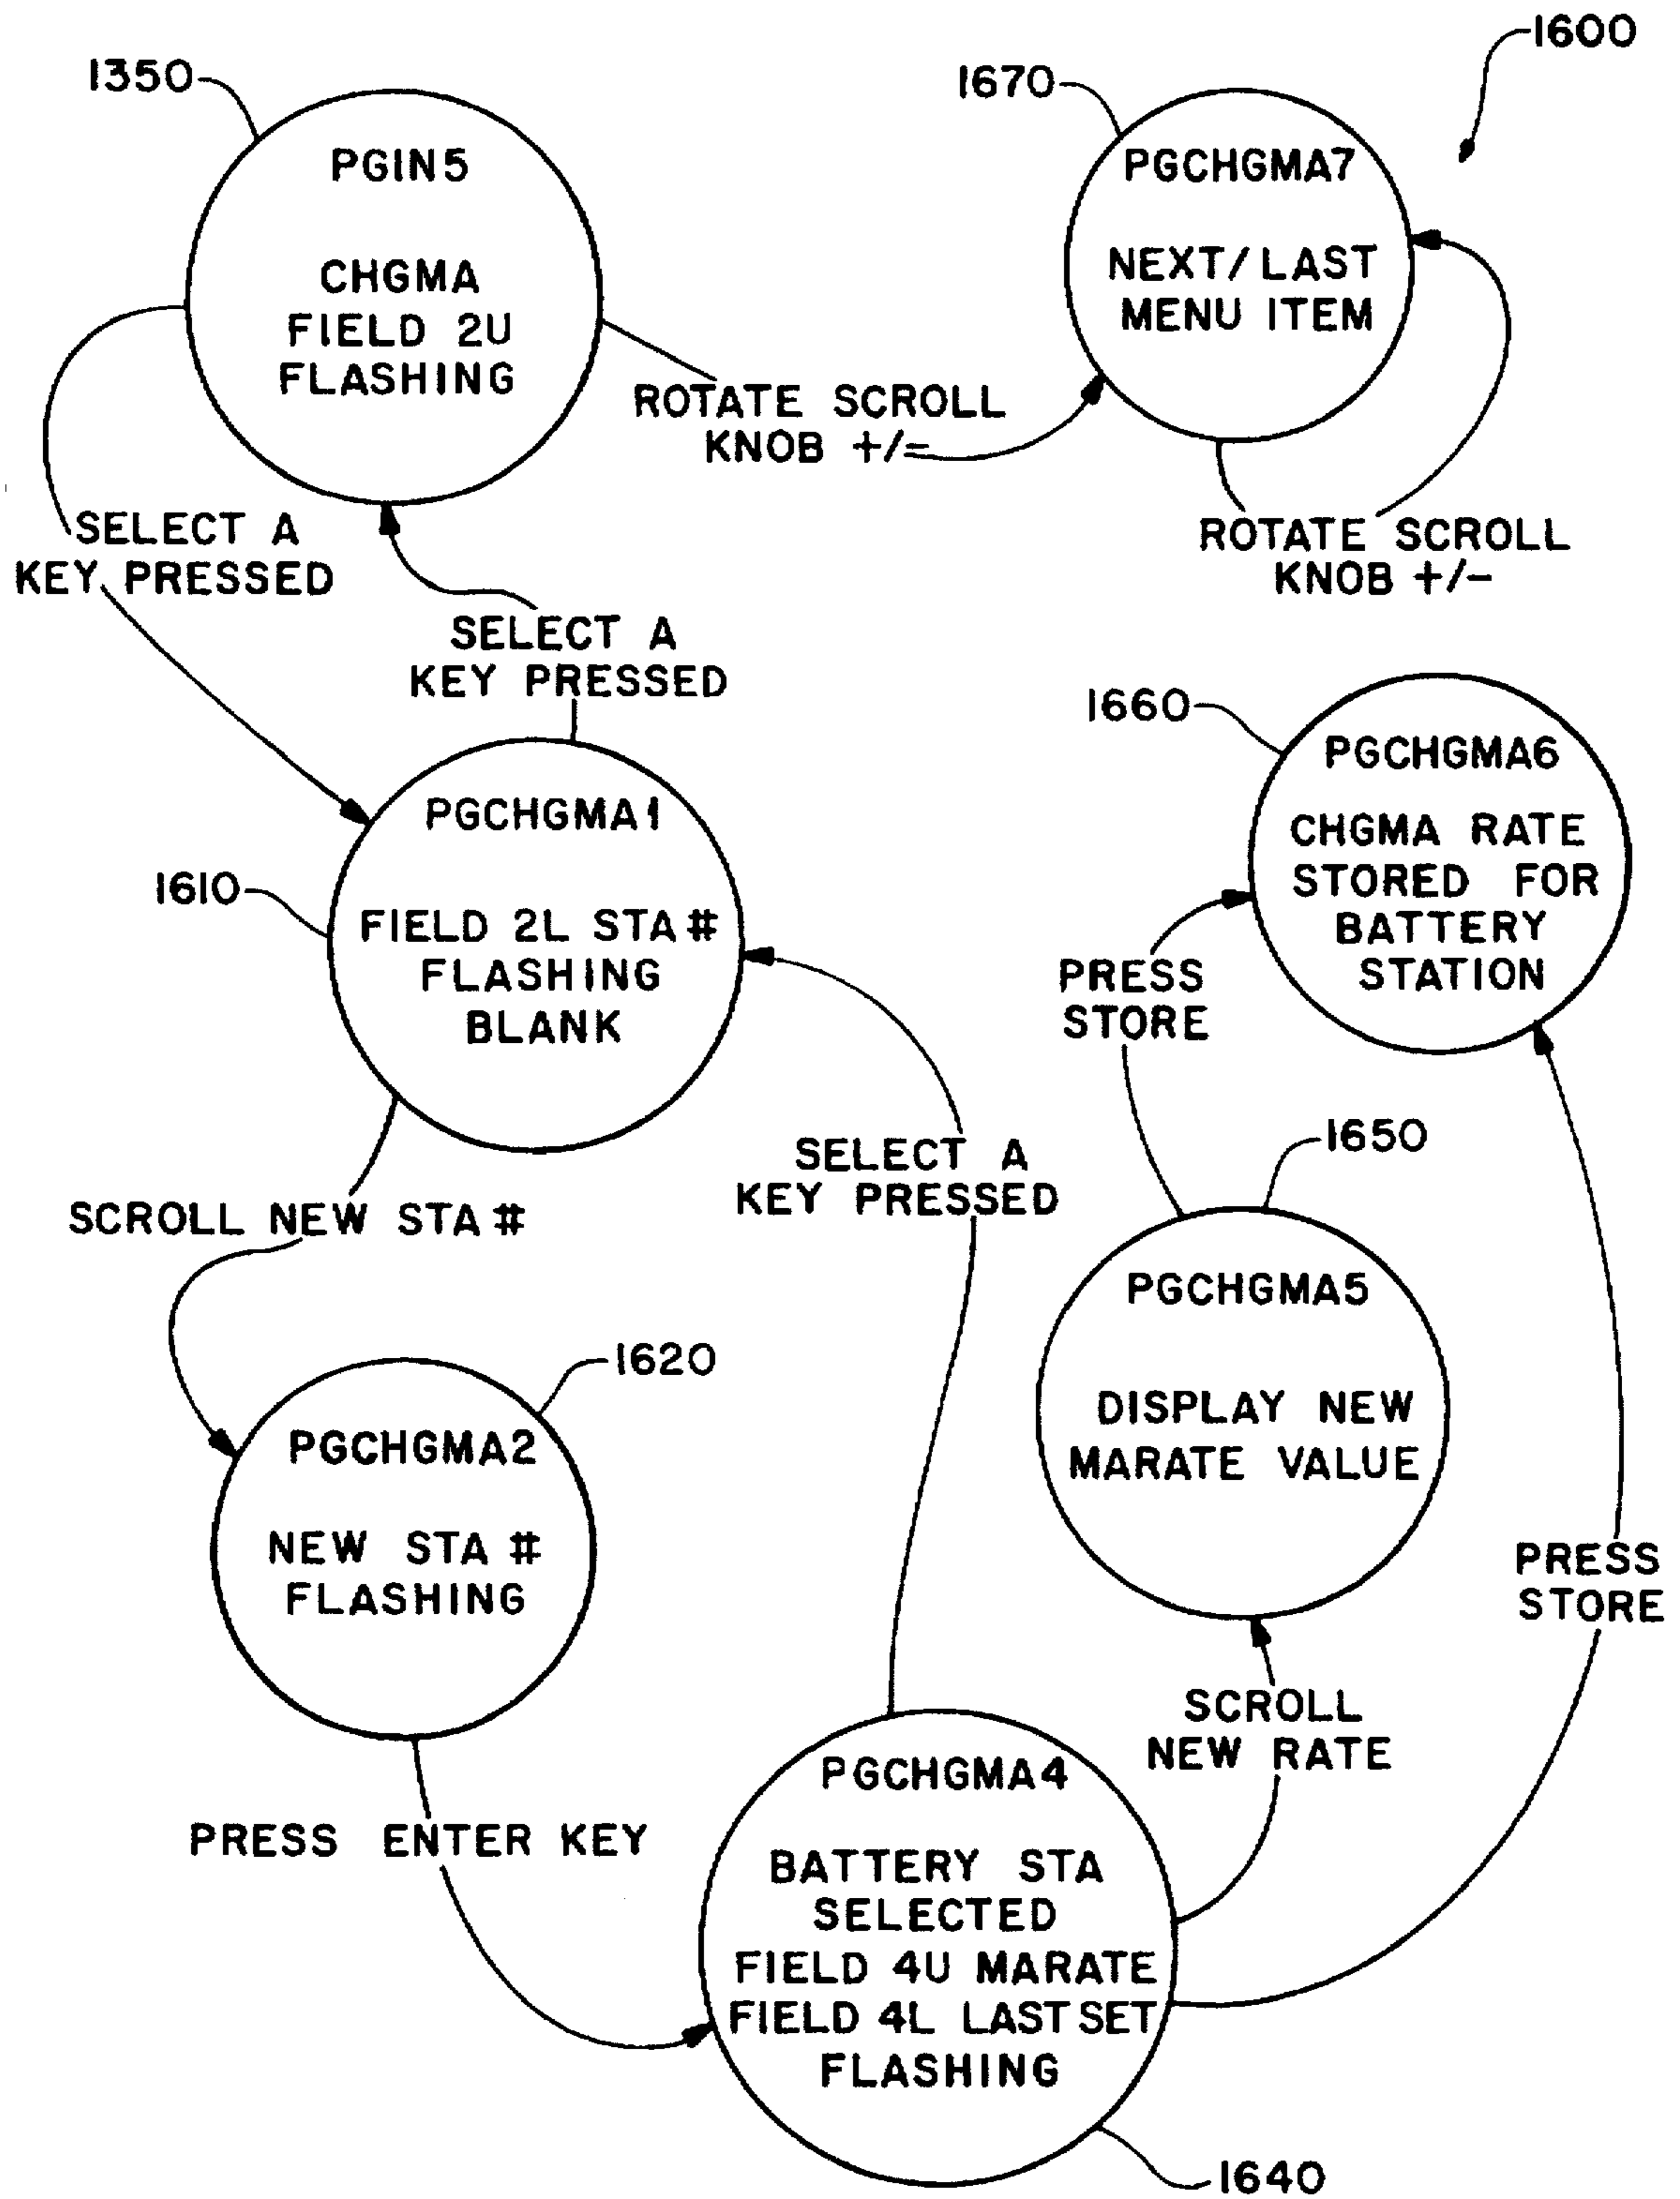 1600
1350
PGIN5
CHGMA
FIELD 2U
FLASHING
1670
PGCHGMA7
NEXT/LAST
MENU ITEM
ROTATE SCROLL
KNOB +/-
ROTATE SCROLL
KNOB +/-
SELECT A
KEY PRESSED
SELECT A
KEY PRESSED
1610
PGCHGMA1
FIELD 2L STA #
FLASHING
BLANK
1660
PGCHGMA6
CHGMA RATE
STORED FOR
BATTERY
STATION
PRESS
STORE
SELECT A
KEY PRESSED
SCROLL NEW STA #
1650
PGCHGMA5
DISPLAY NEW
MARATE VALUE
1620
PGCHGMA2
NEW STA #
FLASHING
PRESS
STORE
SCROLL
NEW RATE
PRESS ENTER KEY
PGCHGMA4
BATTERY STA
SELECTED
FIELD 4U MARATE
FIELD 4L LAST SET
FLASHING
1640